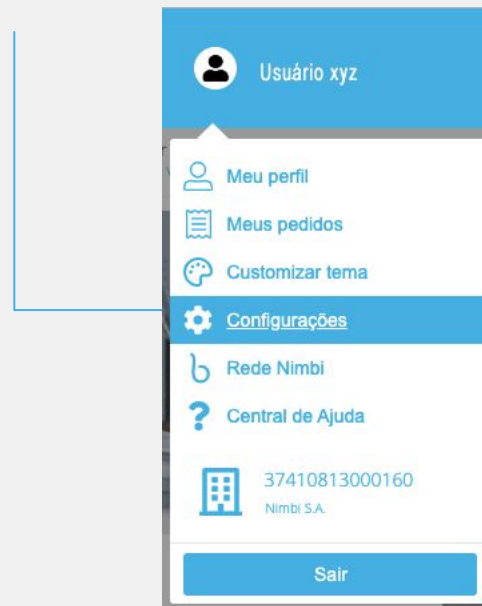 Usuário xyz
Meu perfil
Meus pedidos
Customizar tema
Configurações
Rede Nimbi
Central de Ajuda
37410813000160
Nimbi S.A.
Sair